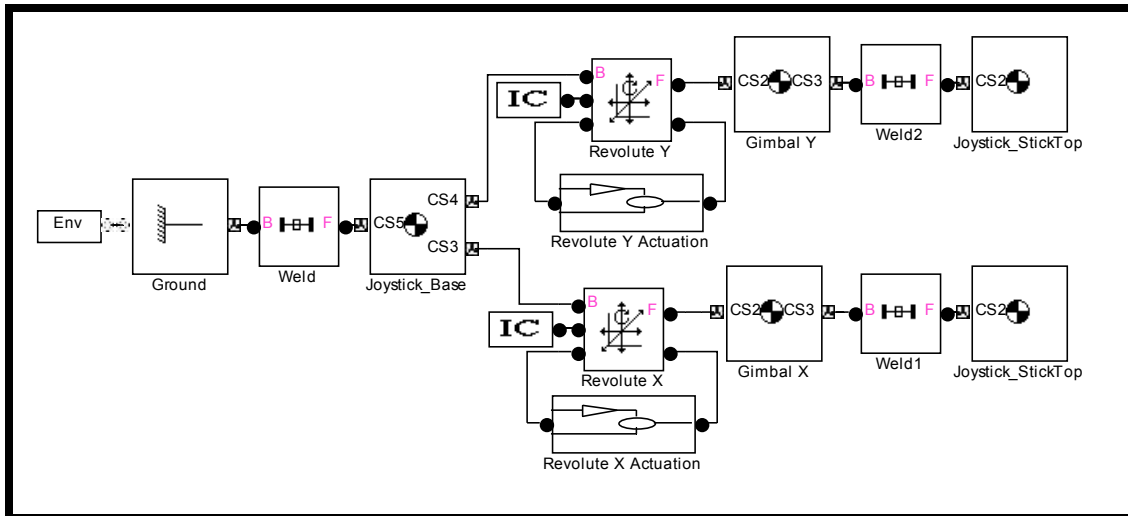 B
F
CS2
CS3
B
F
CS2
IC
C
Revolute Y
Gimbal Y
Weld2
Joystick_StickTop
Env
B
F
CS5
CS4
CS3
Revolute Y Actuation
Ground
Weld
Joystick_Base
B
F
CS2
CS3
B
F
CS2
IC
C
Revolute X
Gimbal X
Weld1
Joystick_StickTop
Revolute X Actuation